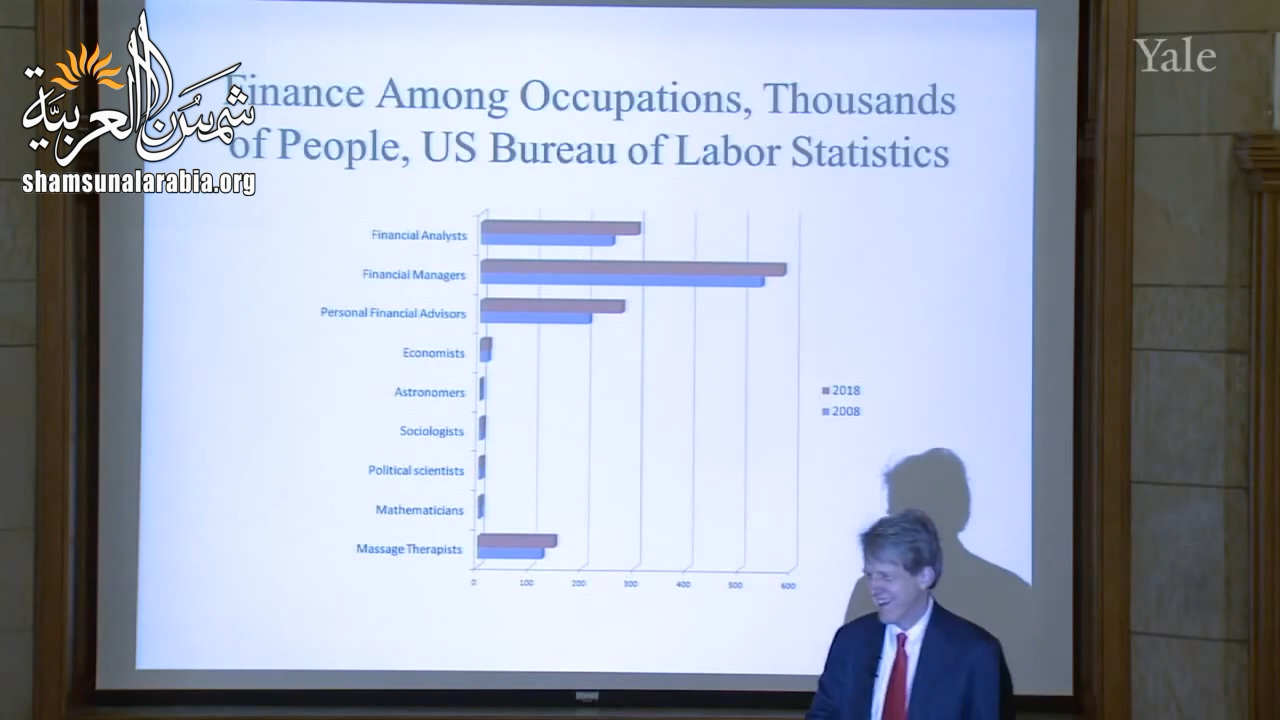 شمسُ العربيَّة
shamsunalarabia.org
Yale
Finance Among Occupations, Thousands
of People, US Bureau of Labor Statistics
Financial Analysts
Financial Managers
Personal Financial Advisors
Economists
Astronomers
Sociologists
Political scientists
Mathematicians
Massage Therapists
2018
2008
0 100 200 300 400 500 600